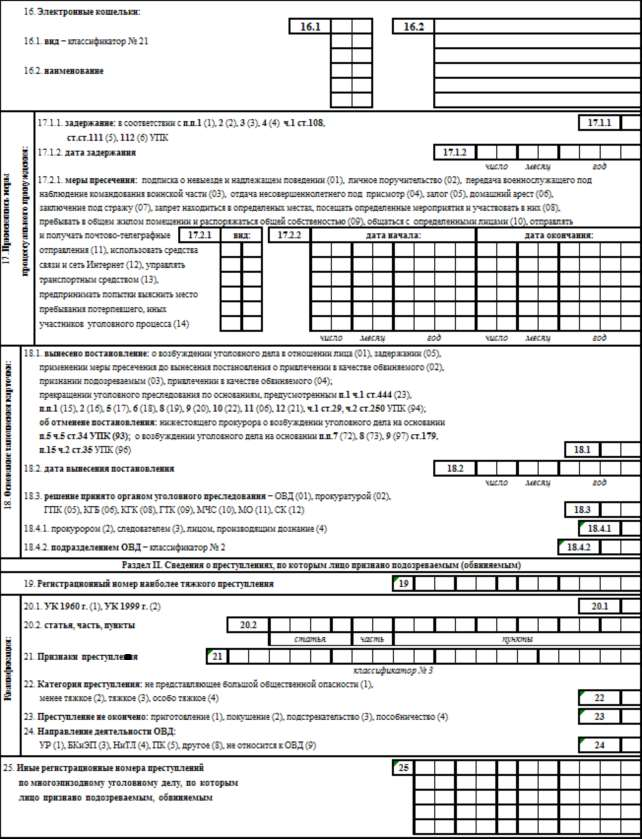 16. Электронные кошельки:
16.1 16.2
16.1. вид – классификатор № 21
16.2. наименование
17. Применялись меры процессуального принуждения:
17.1.1. задержание: в соответствии с п.п.1 (1), 2 (2), 3 (3), 4 (4) ч.1 ст.108, 17.1.1
ст.ст.111 (5), 112 (6) УПК
17.1.2. дата задержания 17.1.2
число месяц год
17.2.1. меры пресечения: подписка о невыезде и надлежащем поведении (01), личное поручительство (02), передача военнослужащего под
наблюдение командования воинской части (03), отдача несовершеннолетнего под присмотр (04), залог (05), домашний арест (06),
заключение под стражу (07), запрет находиться в определеных местах, посещать определенные мероприятия и участвовать в них (08),
пребывать в общем жилом помещении и распоряжаться общей собственостью (09), общаться с определенными лицами (10), отправлять
и получать почтово-телеграфные 17.2.1 вид: 17.2.2 дата начала: дата окончания:
отправления (11), использовать средства
связи и сеть Интернет (12), управлять
транспортным средством (13),
предпринимать попытки выяснить место
пребывания потерпевшего, иных
участников уголовного процесса (14)
число месяц год число месяц год
18. Основание заполнения карточки:
18.1. вынесено постановление: о возбуждении уголовного дела в отношении лица (01), задержании (05),
применении меры пресечения до вынесения постановления о привлечении в качестве обвиняемого (02),
признании подозреваемым (03), привлечении в качестве обвиняемого (04);
прекращении уголовного преследования по основаниям, предусмотренным п.1 ч.1 ст.444 (23),
п.п.1 (15), 2 (16), 5 (17), 6 (18), 8 (19), 9 (20), 10 (22), 11 (06), 12 (21), ч.1 ст.29, ч.2 ст.250 УПК (94);
об отмене постановления: нижестоящего прокурора о возбуждении уголовного дела на основании
п.5 ч.5 ст.34 УПК (93); о возбуждении уголовного дела на основании п.п.7 (72), 8 (73), 9 (97) ст.179,
п.15 ч.2 ст.35 УПК (96) 18.1
18.2. дата вынесения постановления 18.2
число месяц год
18.3. решение принято органом уголовного преследования – ОВД (01), прокуратурой (02),
ГПК (05), КГБ (06), КГК (08), ГТК (09), МЧС (10), МО (11), СК (12) 18.3
18.4.1. прокурором (2), следователем (3), лицом, производящим дознание (4) 18.4.1
18.4.2. подразделением ОВД – классификатор № 2 18.4.2
Раздел II. Сведения о преступлениях, по которым лицо признано подозреваемым (обвиняемым)
19. Регистрационный номер наиболее тяжкого преступления 19
Квалификация:
20.1. УК 1960 г. (1), УК 1999 г. (2) 20.1
20.2. статья, часть, пункты 20.2
статья часть пункты
21. Признаки преступления 21
классификатор № 3
22. Категория преступления: не представляющее большой общественной опасности (1),
менее тяжкое (2), тяжкое (3), особо тяжкое (4) 22
23. Преступление не окончено: приготовление (1), покушение (2), подстрекательство (3), пособничество (4) 23
24. Направление деятельности ОВД:
УР (1), БКиЭП (3), НиТЛ (4), ПК (5), другое (8), не относится к ОВД (9) 24
25. Иные регистрационные номера преступлений 25
по многоэпизодному уголовному делу, по которым
лицо признано подозреваемым, обвиняемым